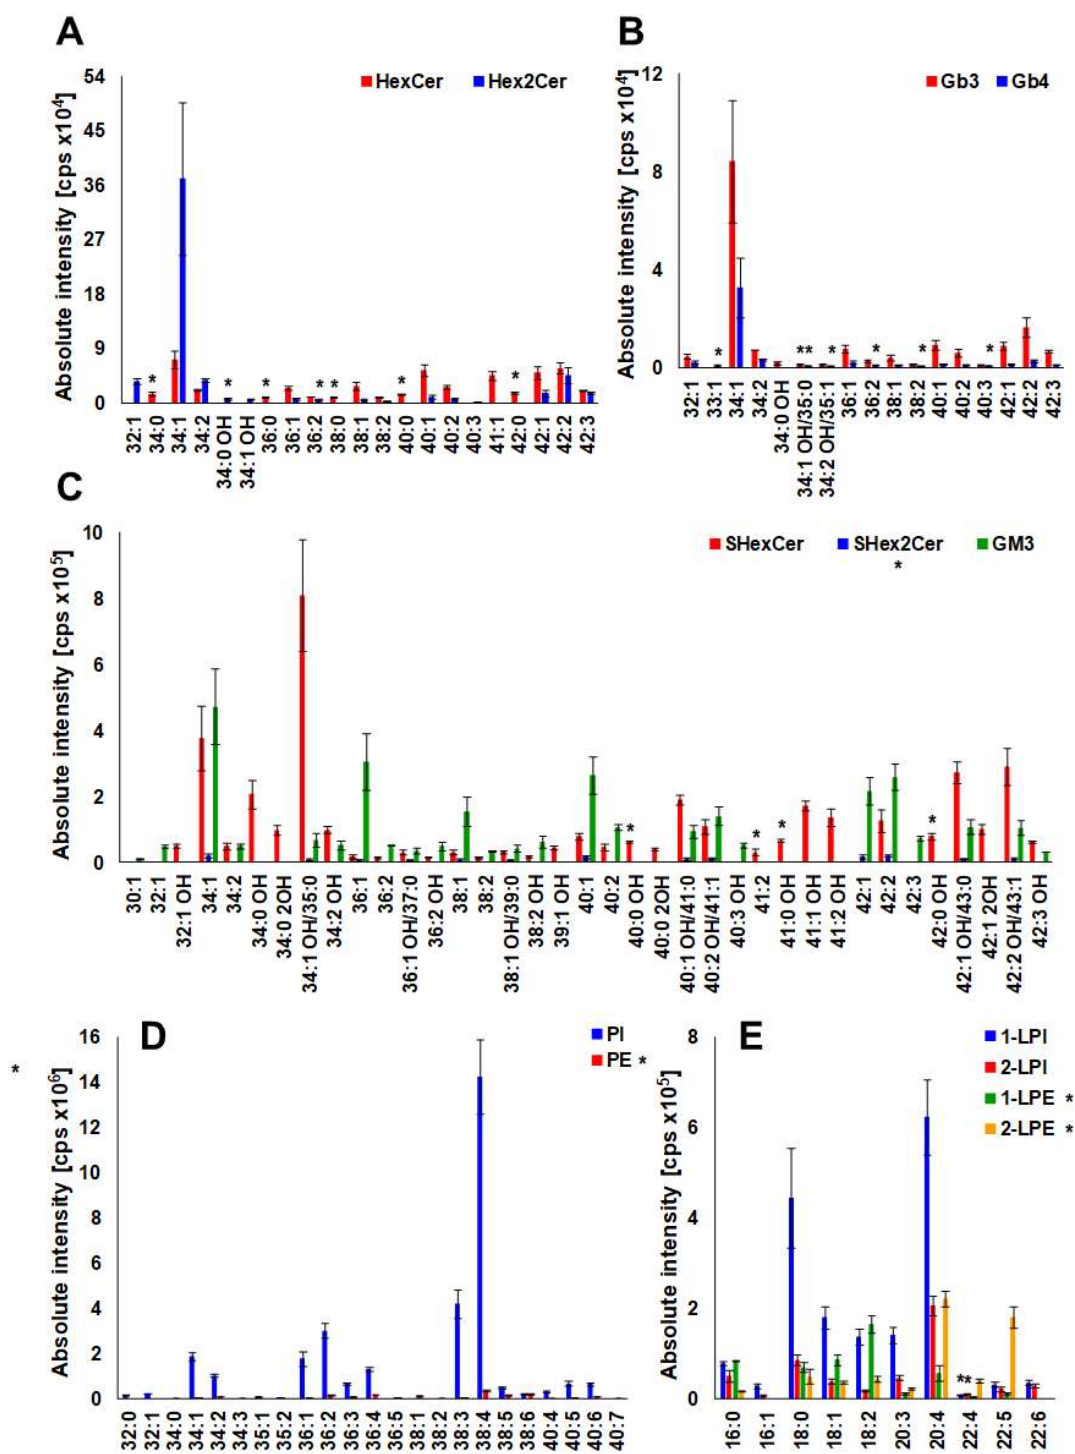 A
HexCer Hex2Cer
Absolute intensity [cps x10⁴]
54
45
36
27
18
9
0
* * * * * * *
32:1 34:0 34:1 34:2 34:0 OH 34:1 OH 36:0 36:1 36:2 38:0 38:1 38:2 40:0 40:1 40:2 40:3 41:1 42:0 42:1 42:2 42:3
B
Gb3 Gb4
Absolute intensity [cps x10⁴]
12
8
4
0
* ** * * * *
32:1 33:1 34:1 34:2 34:0 OH 34:1 OH/35:0 34:2 OH/35:1 36:1 36:2 38:1 38:2 40:1 40:2 40:3 42:1 42:2 42:3
C
SHexCer SHex2Cer GM3
*
Absolute intensity [cps x10⁵]
10
8
6
4
2
0
* * * *
30:1 32:1 32:1 OH 34:1 34:2 34:0 OH 34:0 2OH 34:1 OH/35:0 34:2 OH 36:1 36:2 36:1 OH/37:0 36:2 OH 38:1 38:2 38:1 OH/39:0 38:2 OH 39:1 OH 40:1 40:2 40:0 OH 40:0 2OH 40:1 OH/41:0 40:2 OH/41:1 40:3 OH 41:2 41:0 OH 41:1 OH 41:2 OH 42:1 42:2 42:3 42:0 OH 42:1 OH/43:0 42:1 2OH 42:2 OH/43:1 42:3 OH
D
PI
PE *
*
Absolute intensity [cps x10⁶]
16
14
12
10
8
6
4
2
0
32:0 32:1 34:0 34:1 34:2 34:3 35:1 35:2 36:1 36:2 36:3 36:4 36:5 38:1 38:2 38:3 38:4 38:5 38:6 40:4 40:5 40:6 40:7
E
1-LPI
2-LPI
1-LPE *
2-LPE *
Absolute intensity [cps x10⁵]
8
6
4
2
0
**
16:0 16:1 18:0 18:1 18:2 20:3 20:4 22:4 22:5 22:6